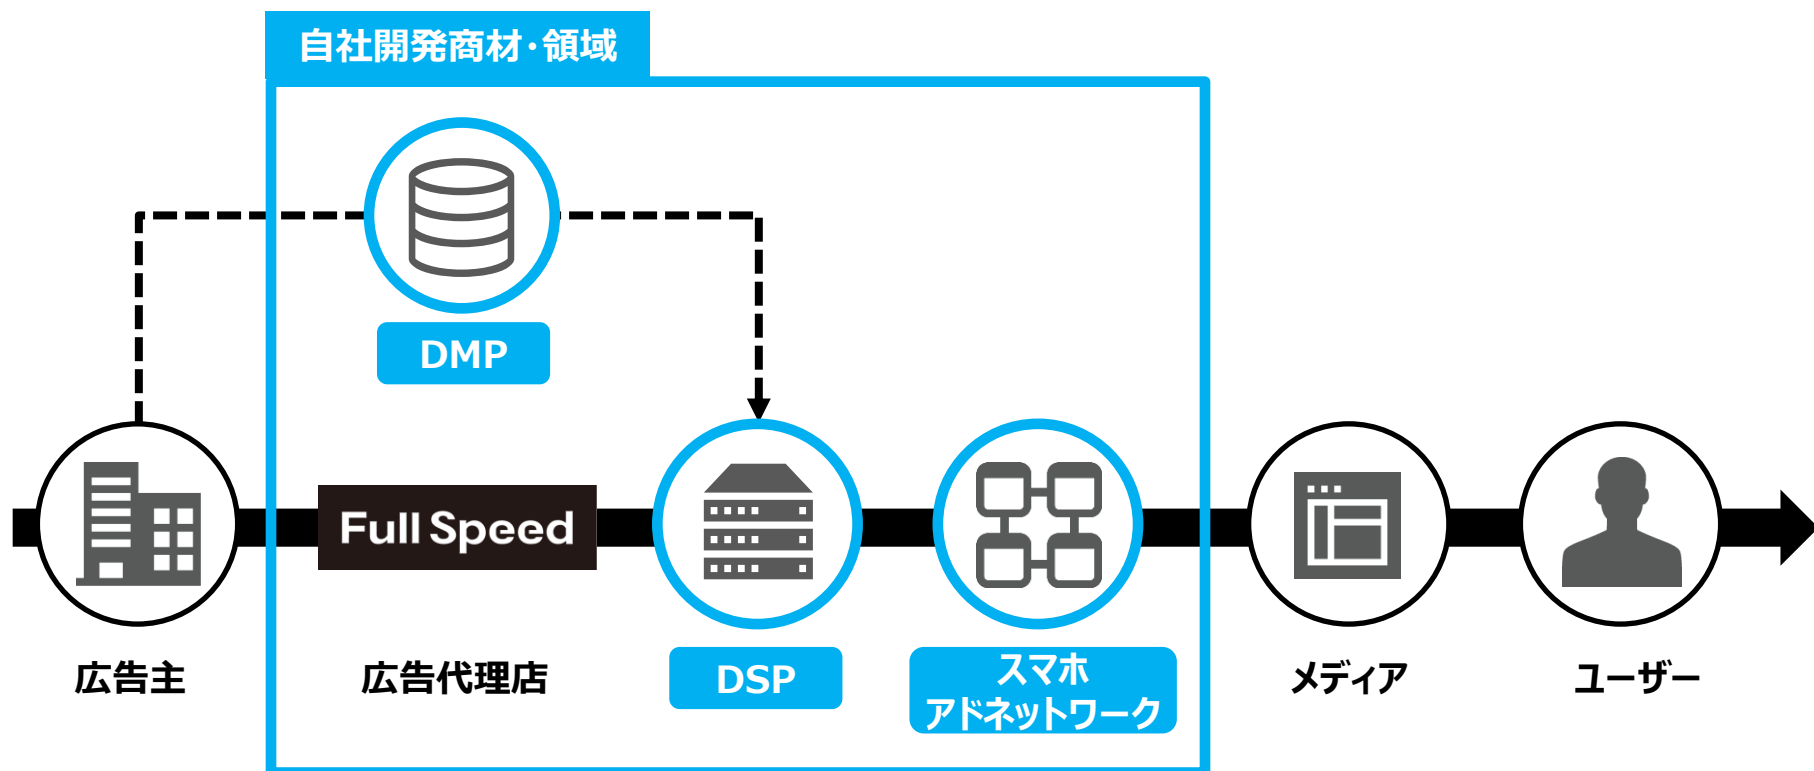 自社開発商材・領域
DMP
Full Speed
広告主
広告代理店
DSP
スマホ
アドネットワーク
メディア
ユーザー